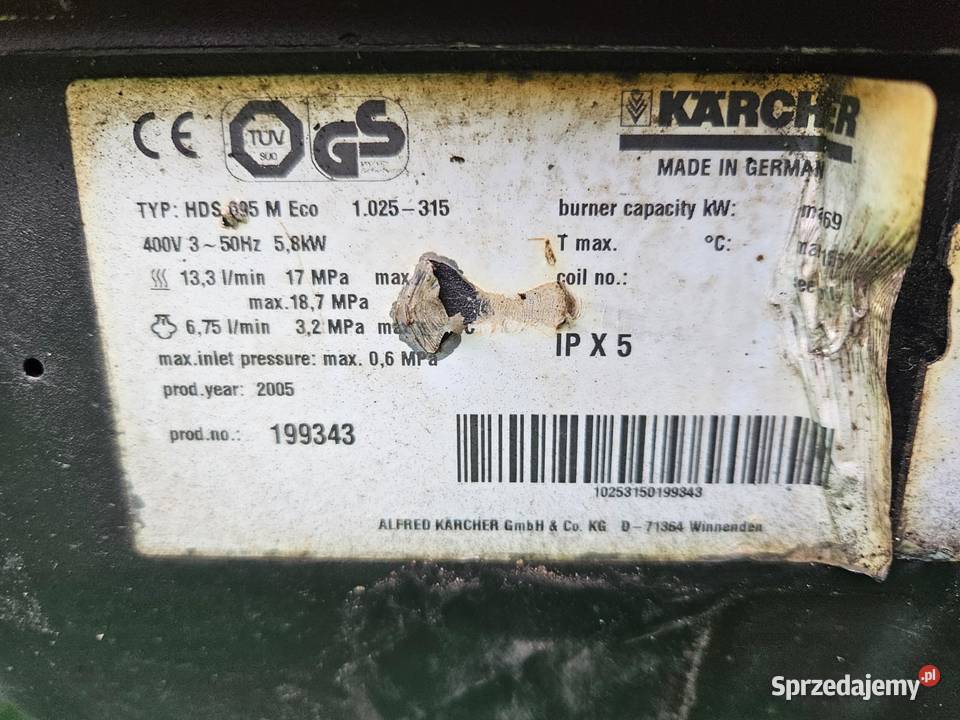 CE TÜV SÜD GS
KÄRCHER
MADE IN GERMAN
TYP: HDS 695 M Eco 1.025-315
400V 3~50Hz 5,8kW
13,3 l/min 17 MPa max
max.18,7 MPa
6,75 l/min 3,2 MPa
max.inlet pressure: max. 0,6 MPa
prod.year: 2005
prod.no.: 199343
burner capacity kW: 69
T max. °C:
coil no.:
IP X 5
10253150199343
ALFRED KÄRCHER GmbH & Co. KG D-71364 Winnenden
Sprzedajemy.pl